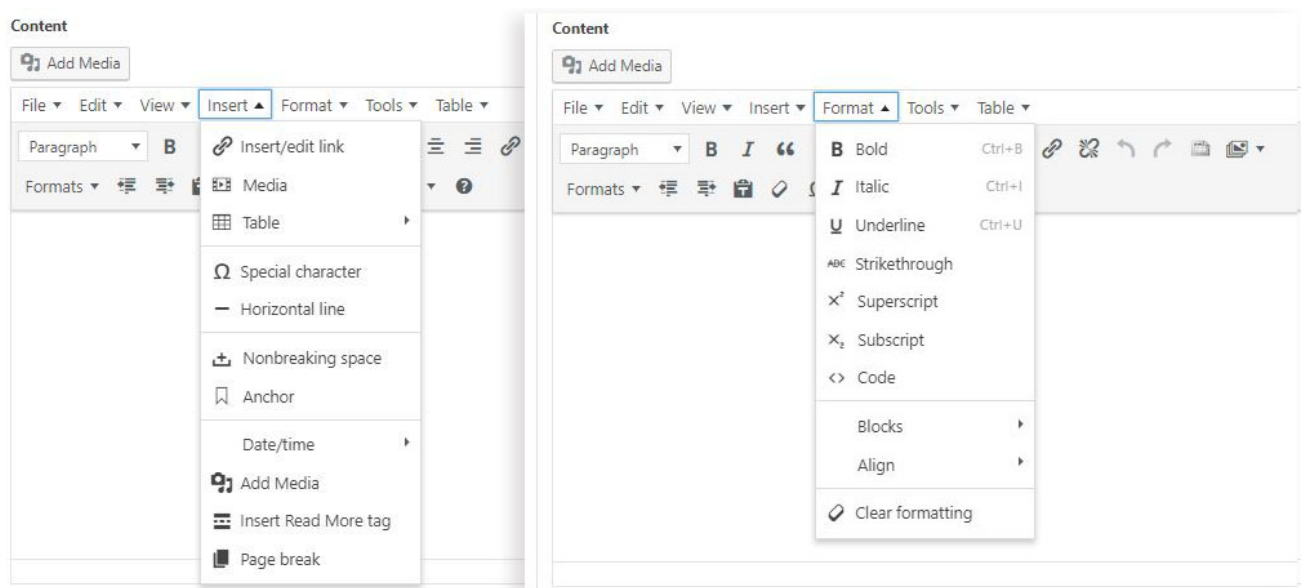 Content
Add Media
File Edit View Insert Format Tools Table
Paragraph B
Insert/edit link
Media
Table
Formats
Special character
Horizontal line
Nonbreaking space
Anchor
Date/time
Add Media
Insert Read More tag
Page break
Content
Add Media
File Edit View Insert Format Tools Table
Paragraph B I
Formats
B Bold Ctrl+B
I Italic Ctrl+I
U Underline Ctrl+U
ABC Strikethrough
X² Superscript
X₂ Subscript
<> Code
Blocks
Align
Clear formatting